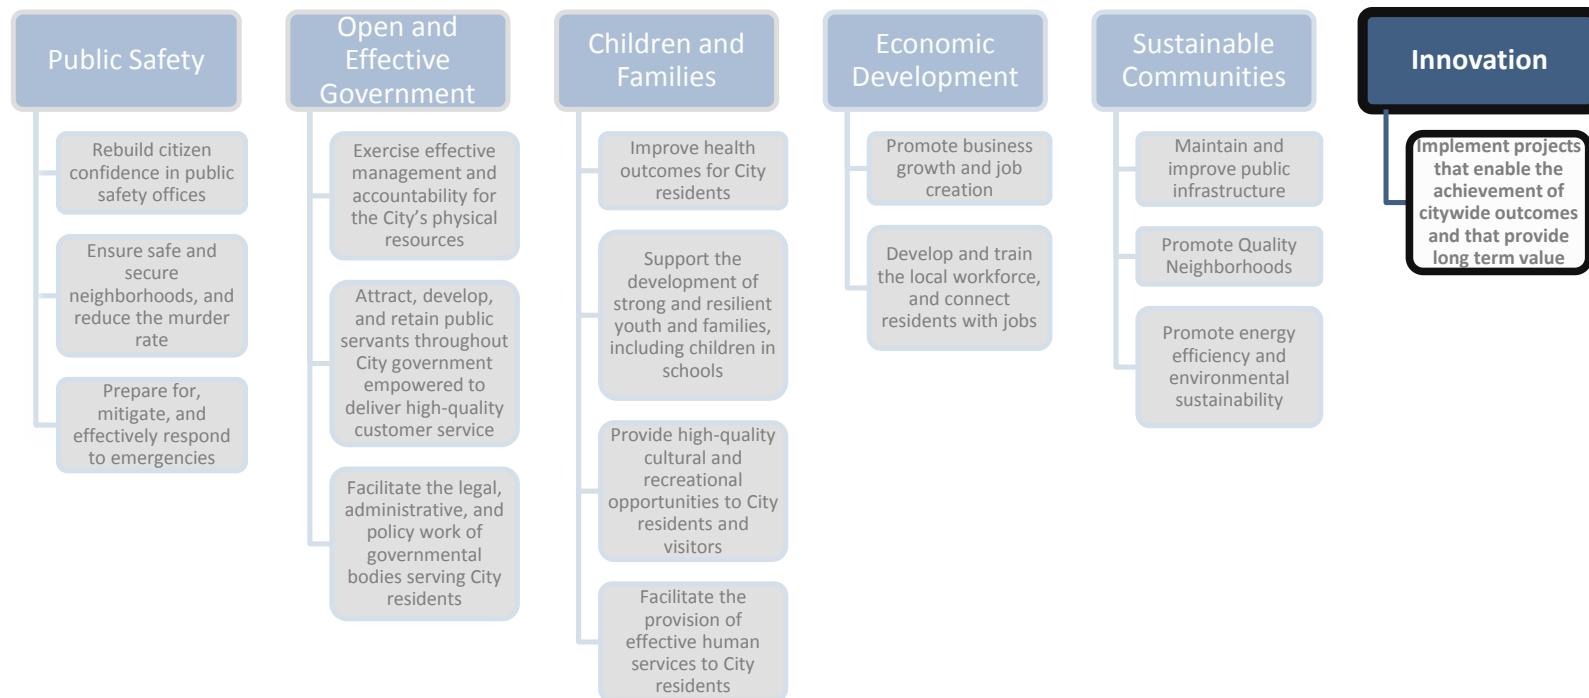 Public Safety
Rebuild citizen
confidence in public
safety offices
Ensure safe and
secure
neighborhoods, and
reduce the murder
rate
Prepare for,
mitigate, and
effectively respond
to emergencies
Open and
Effective
Government
Exercise effective
management and
accountability for
the City’s physical
resources
Attract, develop,
and retain public
servants throughout
City government
empowered to
deliver high-quality
customer service
Facilitate the legal,
administrative, and
policy work of
governmental
bodies serving City
residents
Children and
Families
Improve health
outcomes for City
residents
Support the
development of
strong and resilient
youth and families,
including children in
schools
Provide high-quality
cultural and
recreational
opportunities to City
residents and
visitors
Facilitate the
provision of
effective human
services to City
residents
Economic
Development
Promote business
growth and job
creation
Develop and train
the local workforce,
and connect
residents with jobs
Sustainable
Communities
Maintain and
improve public
infrastructure
Promote Quality
Neighborhoods
Promote energy
efficiency and
environmental
sustainability
Innovation
Implement projects
that enable the
achievement of
citywide outcomes
and that provide
long term value